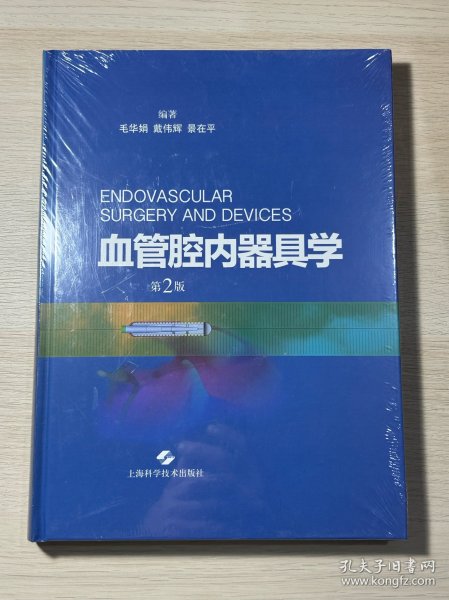 编著
毛华娟 戴伟辉 景在平
ENDOVASCULAR
SURGERY AND DEVICES
血管腔内器具学
第2版
上海科学技术出版社
孔夫子旧书网
www.kongfz.com